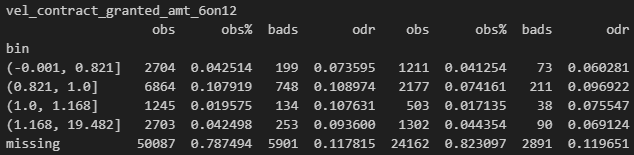 vel_contract_granted_amt_6on12
obs obs% bads odr obs obs% bads odr
bin
(-0.001, 0.821] 2704 0.042514 199 0.073595 1211 0.041254 73 0.060281
(0.821, 1.0] 6864 0.107919 748 0.108974 2177 0.074161 211 0.096922
(1.0, 1.168] 1245 0.019575 134 0.107631 503 0.017135 38 0.075547
(1.168, 19.482] 2703 0.042498 253 0.093600 1302 0.044354 90 0.069124
missing 50087 0.787494 5901 0.117815 24162 0.823097 2891 0.119651